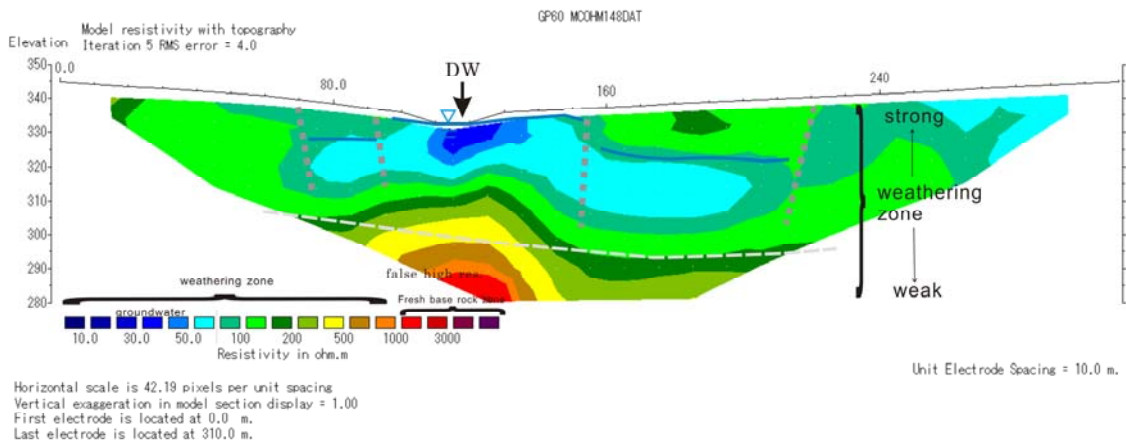 GP60 MCOHM148DAT
Model resistivity with topography
Elevation Iteration 5 RMS error = 4.0
350
0.0
80.0
DW
160
240
340
330
320
310
300
290
280
strong
weathering
zone
weak
false high res.
weathering zone
Fresh base rock zone
groundwater
10.0 30.0 50.0 100 200 500 1000 3000
Resistivity in ohm.m
Unit Electrode Spacing = 10.0 m.
Horizontal scale is 42.19 pixels per unit spacing
Vertical exaggeration in model section display = 1.00
First electrode is located at 0.0 m.
Last electrode is located at 310.0 m.